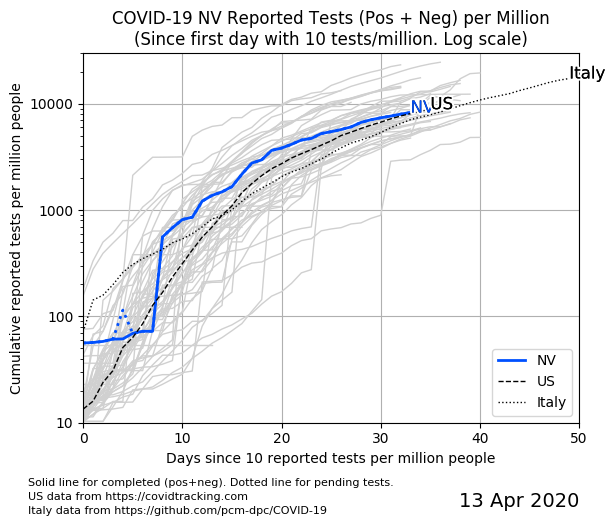 COVID-19 NV Reported Tests (Pos + Neg) per Million
(Since first day with 10 tests/million. Log scale)
Cumulative reported tests per million people
10000
1000
100
10
NV
US
Italy
NV
US
Italy
0
10
20
30
40
50
Days since 10 reported tests per million people
Solid line for completed (pos+neg). Dotted line for pending tests.
US data from https://covidtracking.com
Italy data from https://github.com/pcm-dpc/COVID-19
13 Apr 2020